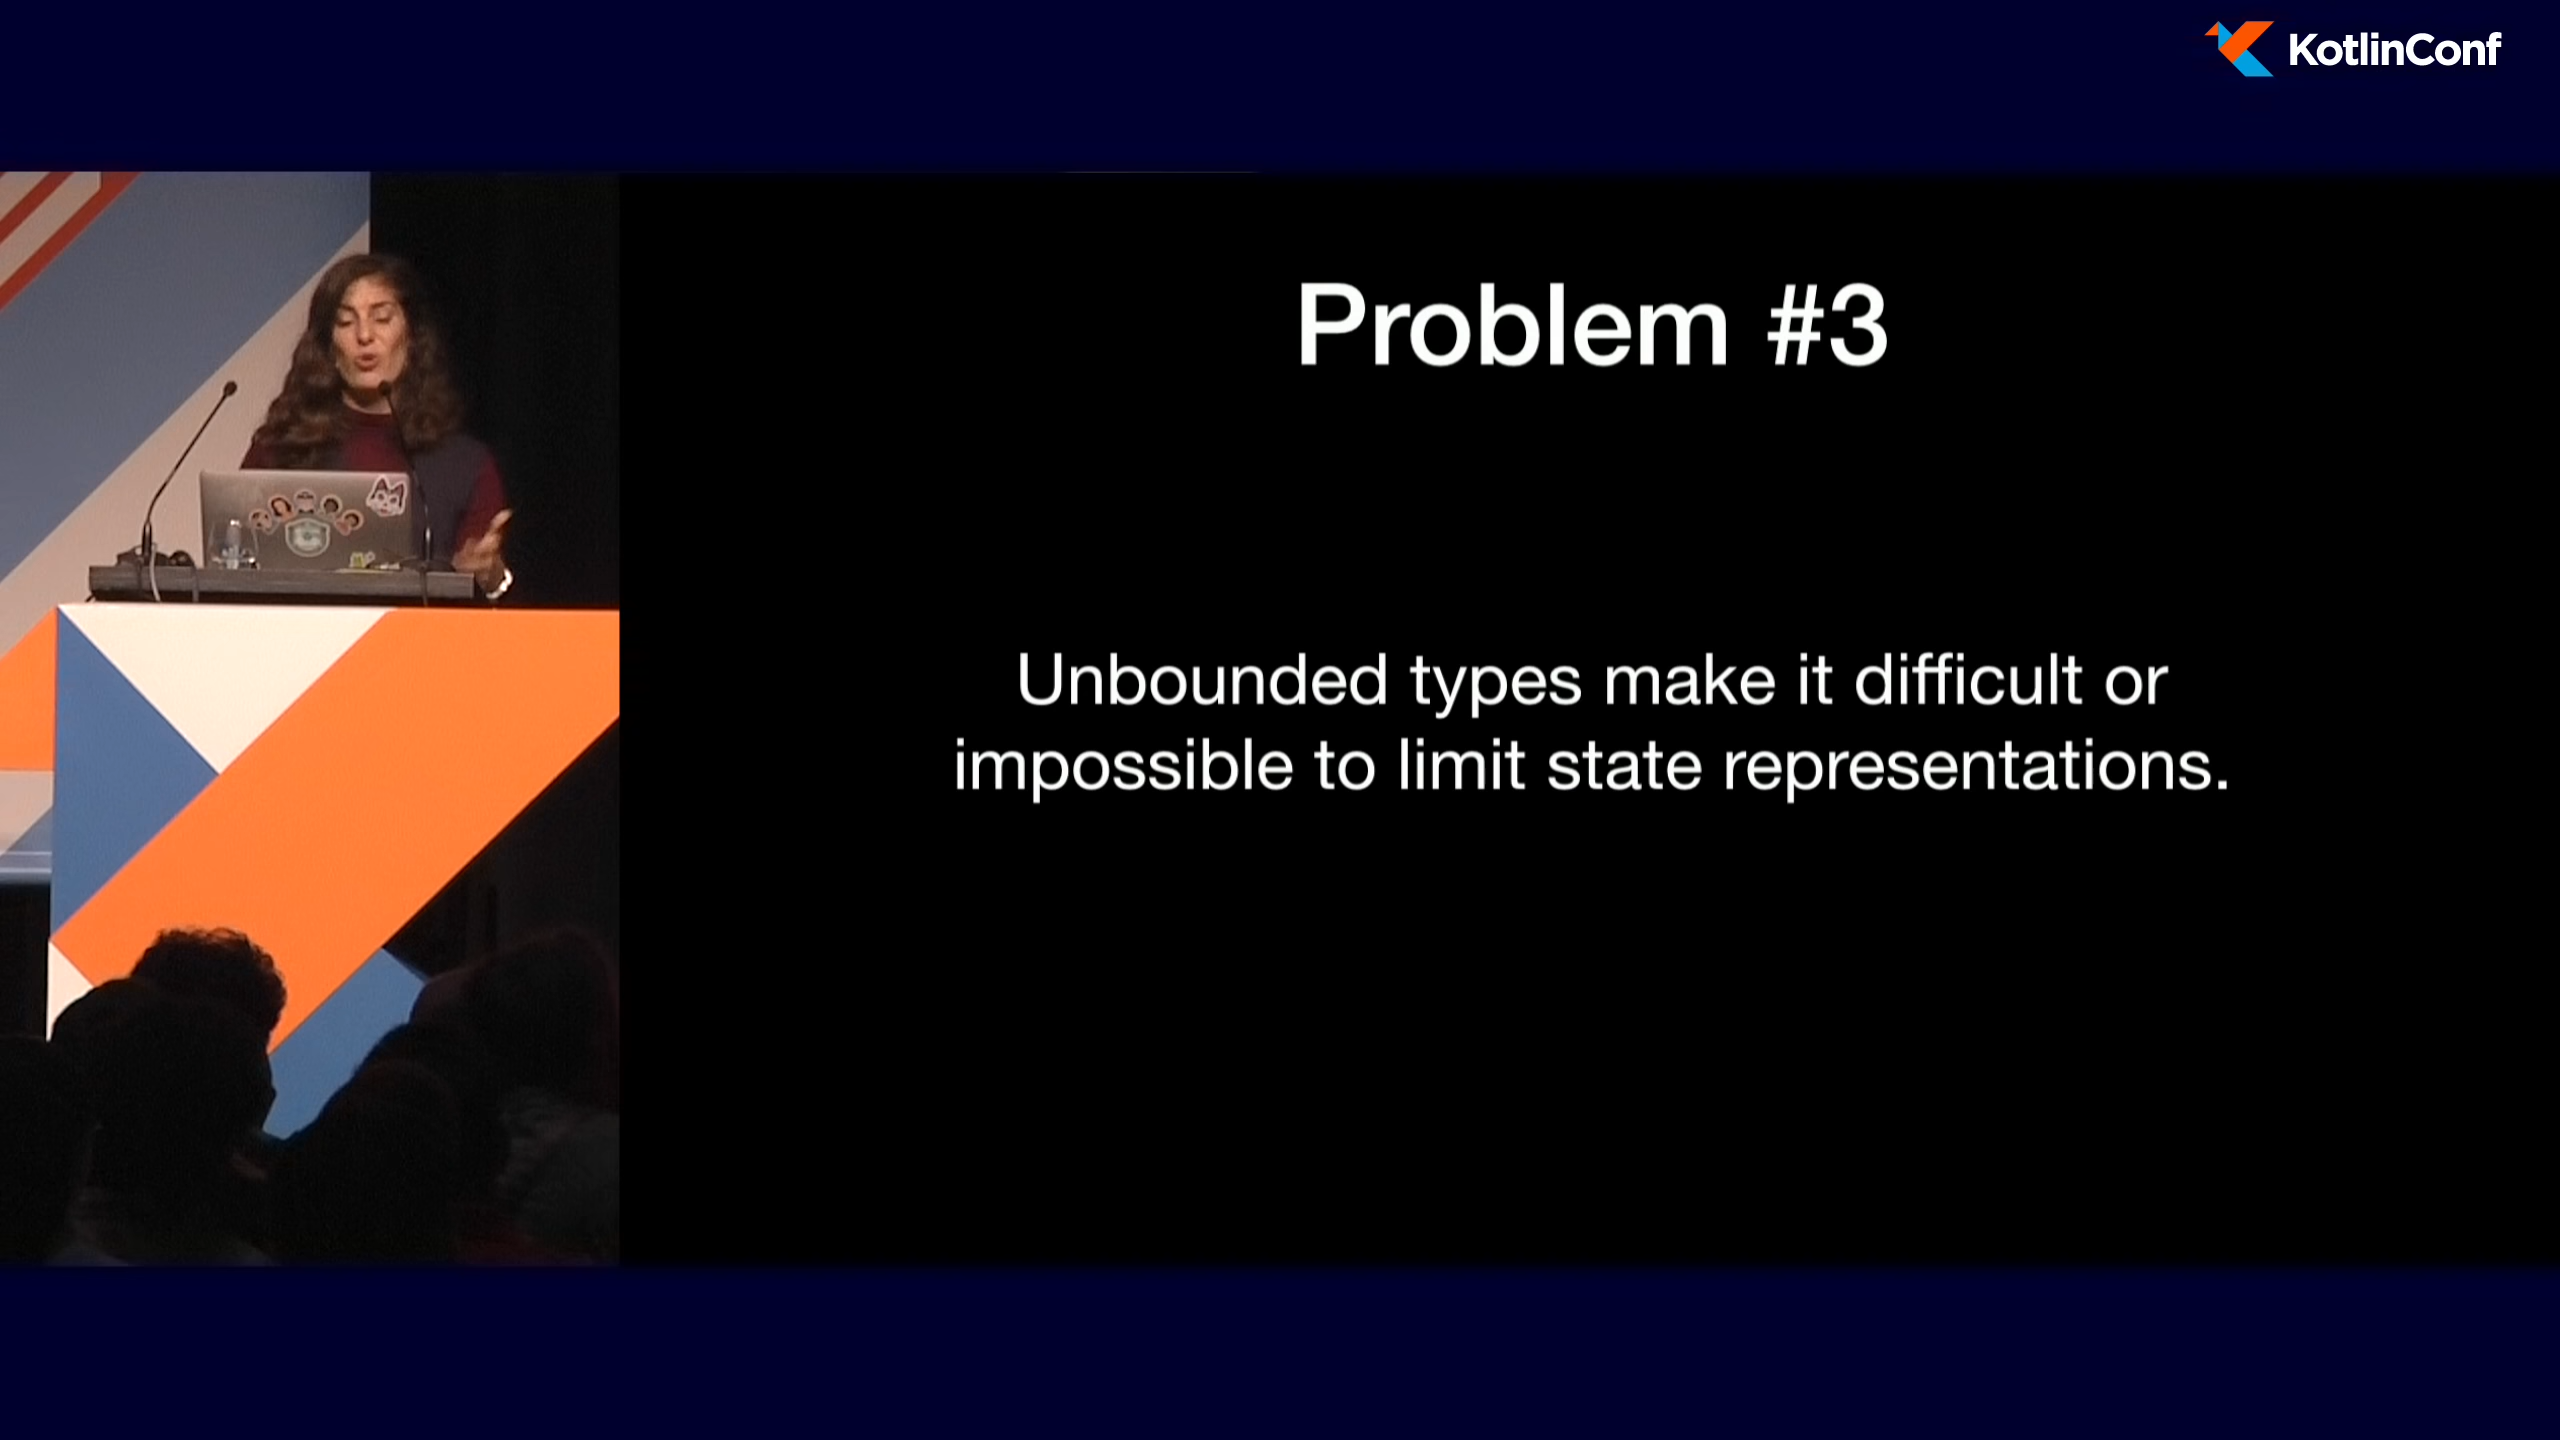 KotlinConf
Problem #3
Unbounded types make it difficult or
impossible to limit state representations.